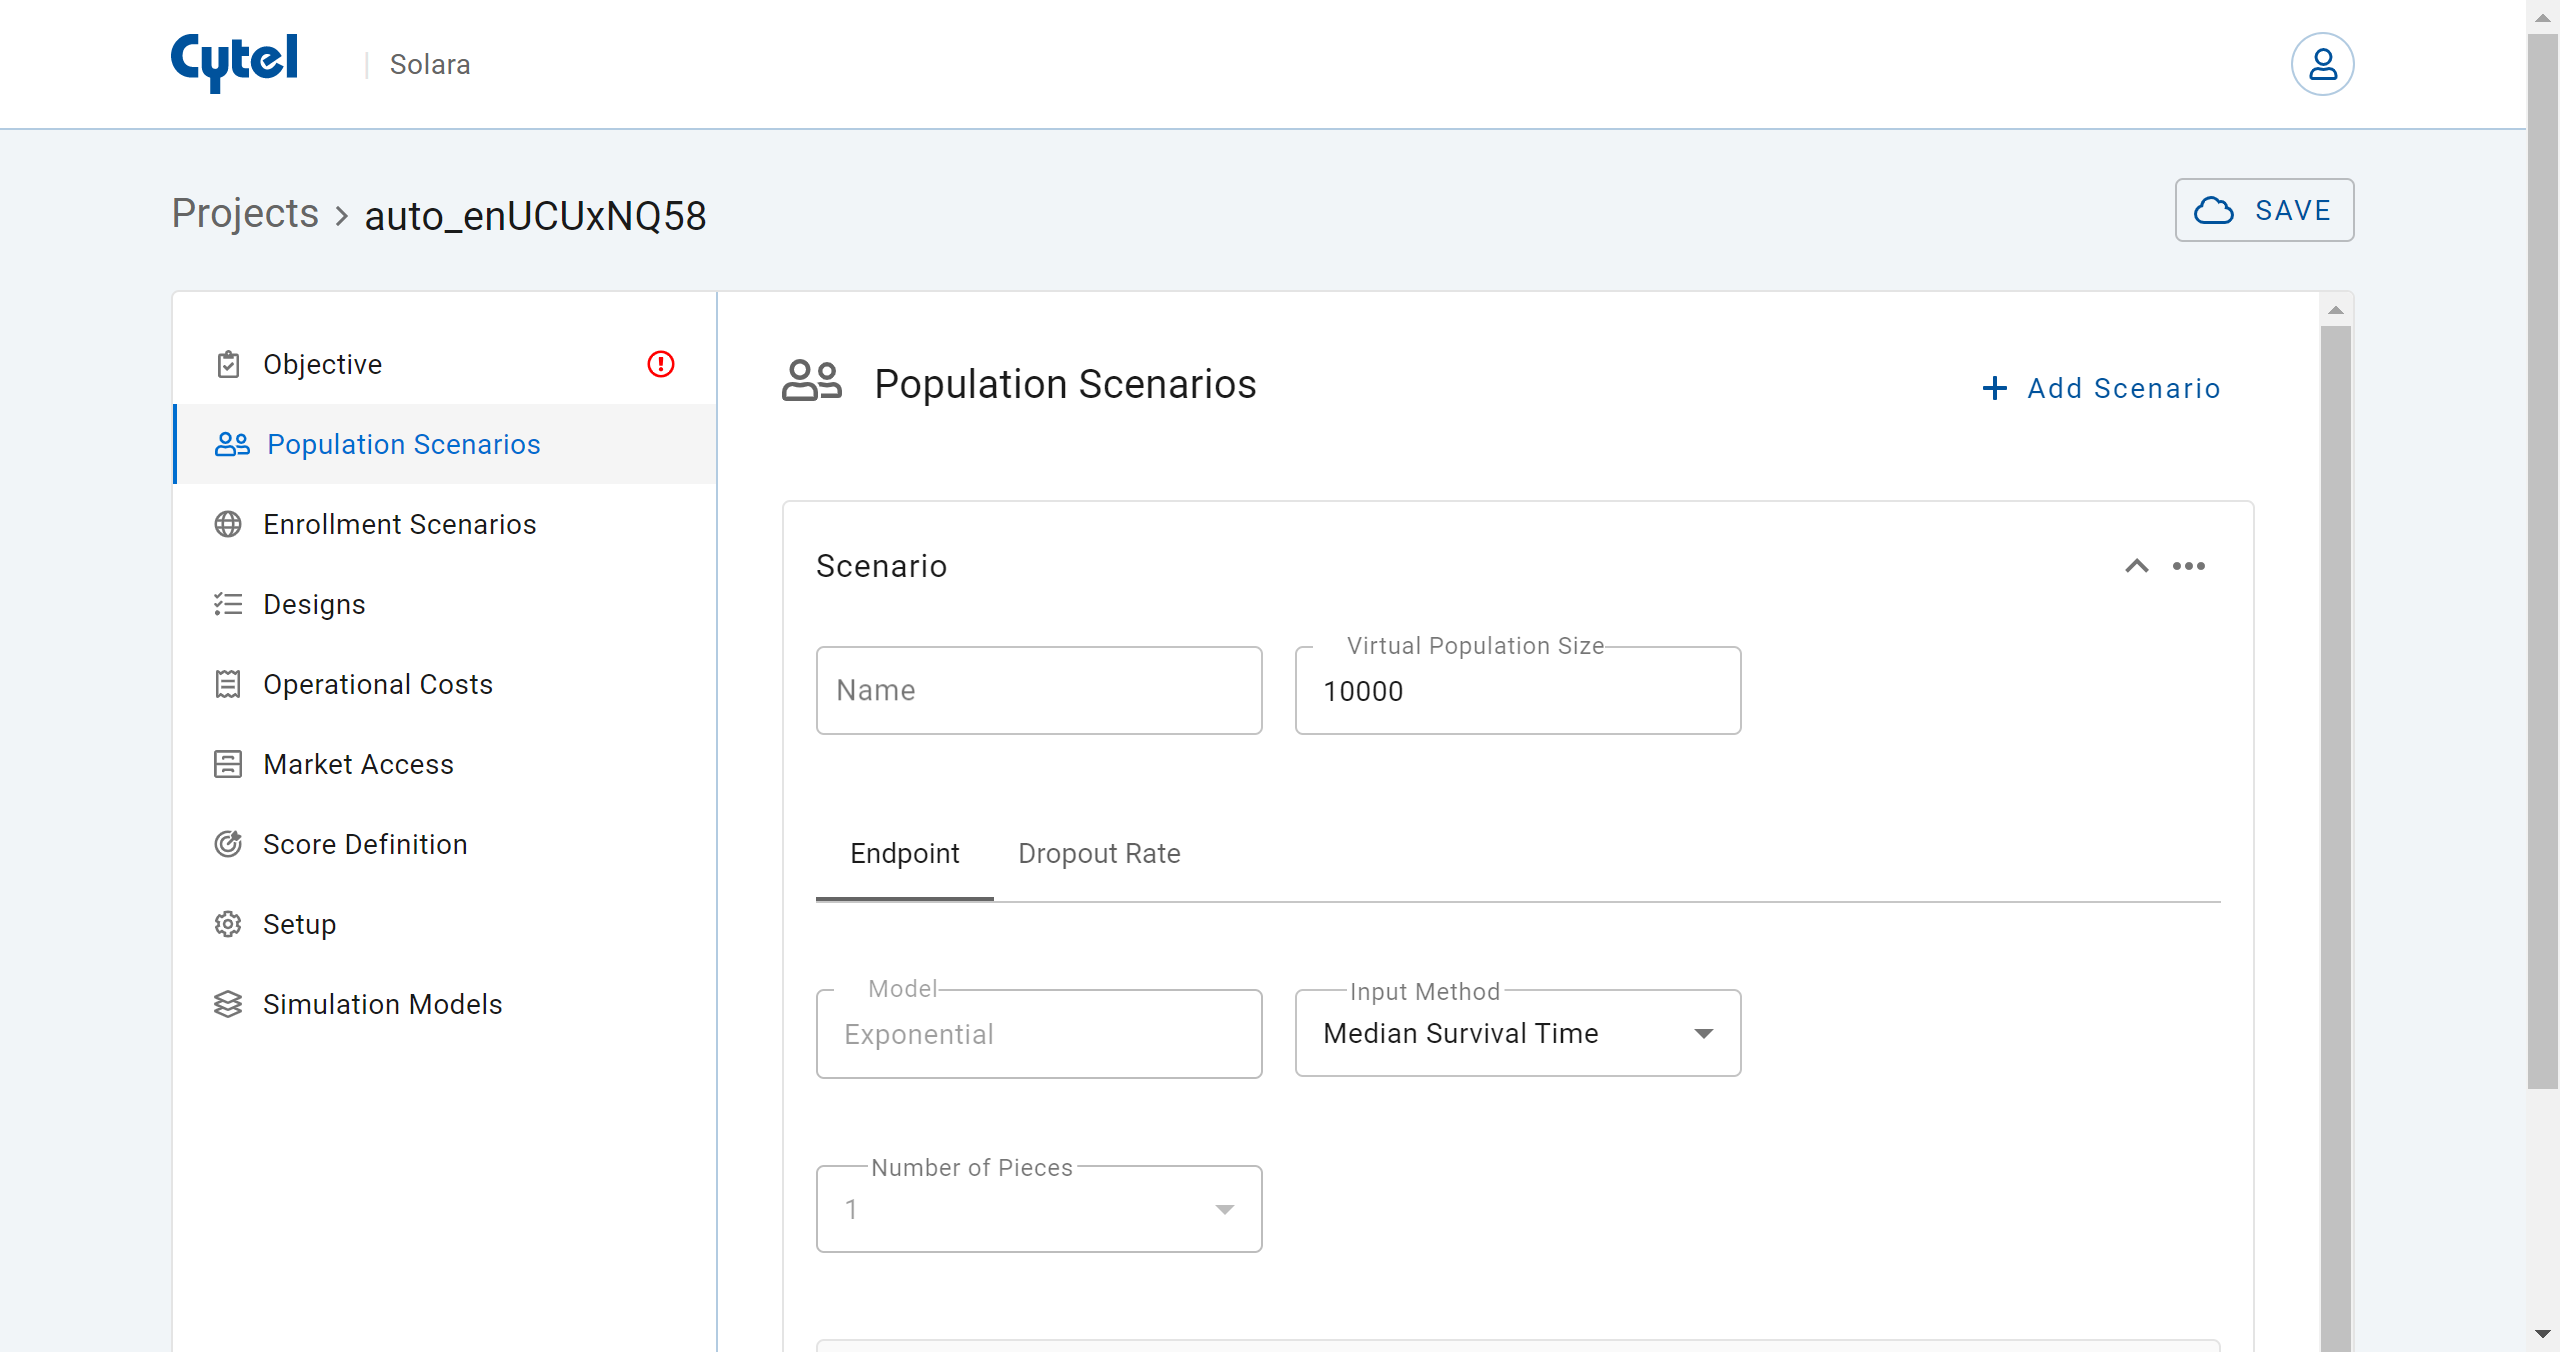 Cytel
Solara
Projects > auto_enUCUxNQ58
SAVE
Objective
Population Scenarios
Enrollment Scenarios
Designs
Operational Costs
Market Access
Score Definition
Setup
Simulation Models
Population Scenarios
+ Add Scenario
Scenario
Name
Virtual Population Size
10000
Endpoint
Dropout Rate
Model
Exponential
Input Method
Median Survival Time
Number of Pieces
1